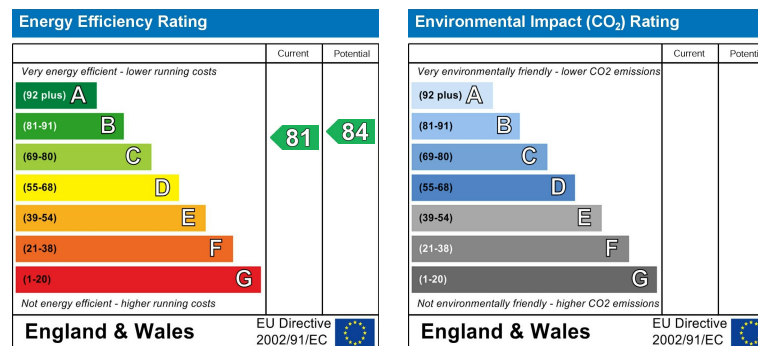 Energy Efficiency Rating
Current Potential
Very energy efficient - lower running costs
(92 plus) A
(81-91) B
(69-80) C
(55-68) D
(39-54) E
(21-38) F
(1-20) G
81 84
Not energy efficient - higher running costs
England & Wales
EU Directive
2002/91/EC
Environmental Impact (CO₂) Rating
Current Potenti
Very environmentally friendly - lower CO2 emissions
(92 plus) A
(81-91) B
(69-80) C
(55-68) D
(39-54) E
(21-38) F
(1-20) G
Not environmentally friendly - higher CO2 emissions
England & Wales
EU Directive
2002/91/EC